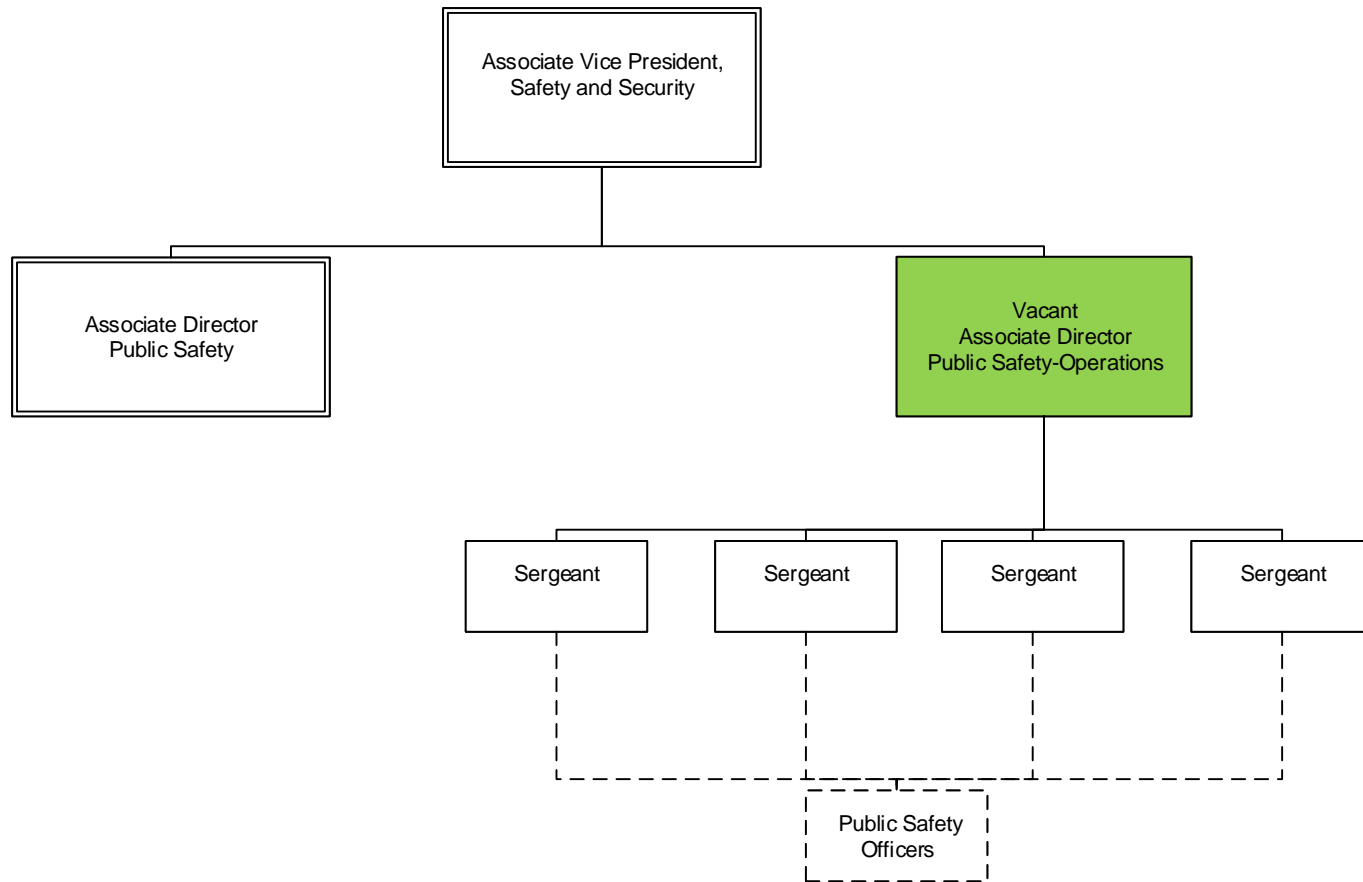 Associate Vice President,
Safety and Security
Associate Director
Public Safety
Vacant
Associate Director
Public Safety-Operations
Sergeant
Sergeant
Sergeant
Sergeant
Public Safety
Officers